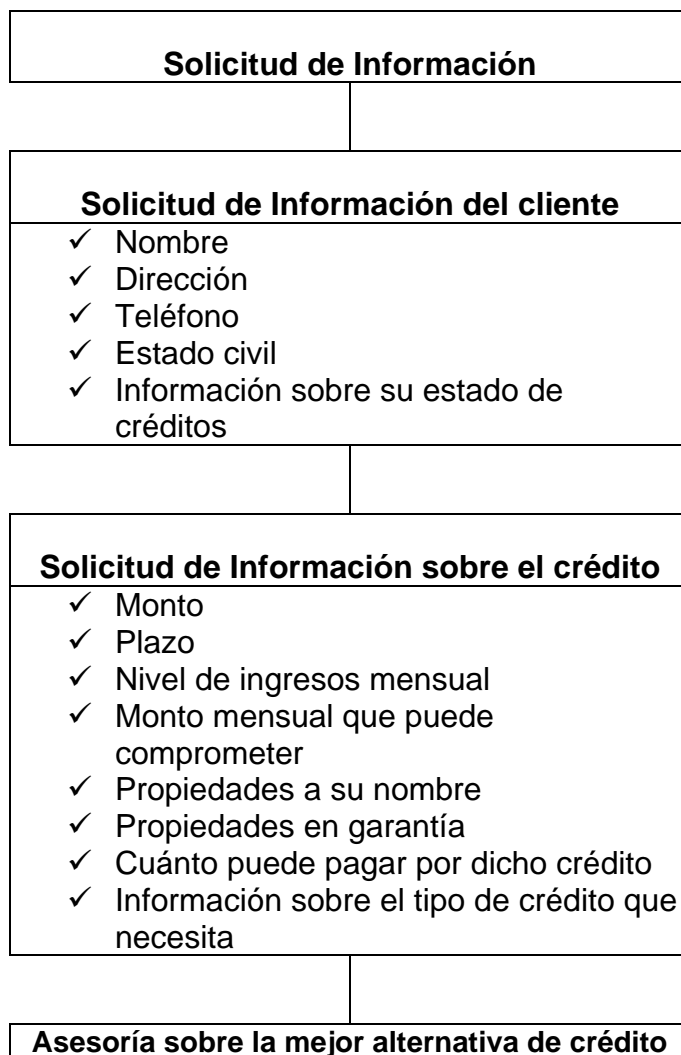 Solicitud de Información
Solicitud de Información del cliente
✓ Nombre
✓ Dirección
✓ Teléfono
✓ Estado civil
✓ Información sobre su estado de
créditos
Solicitud de Información sobre el crédito
✓ Monto
✓ Plazo
✓ Nivel de ingresos mensual
✓ Monto mensual que puede
comprometer
✓ Propiedades a su nombre
✓ Propiedades en garantía
✓ Cuánto puede pagar por dicho crédito
✓ Información sobre el tipo de crédito que
necesita
Asesoría sobre la mejor alternativa de crédito